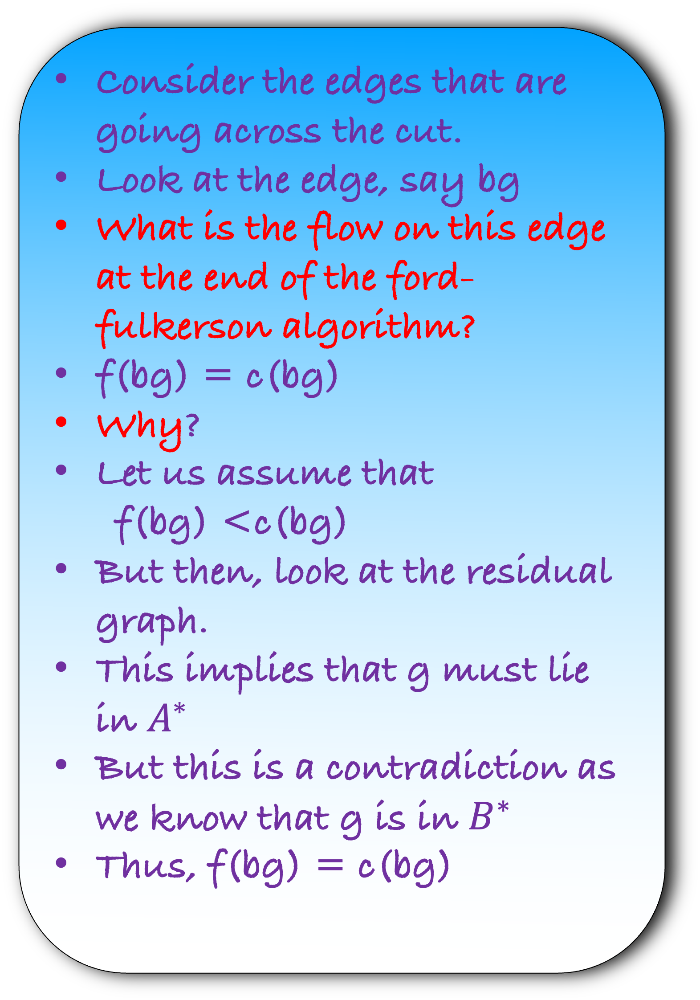 • Consider the edges that are
going across the cut.
• Look at the edge, say bg
• What is the flow on this edge
at the end of the ford-
fulkerson algorithm?
• f(bg) = c(bg)
• Why?
• Let us assume that
f(bg) <c(bg)
• But then, look at the residual
graph.
• This implies that g must lie
in A*
• But this is a contradiction as
we know that g is in B*
• Thus, f(bg) = c(bg)